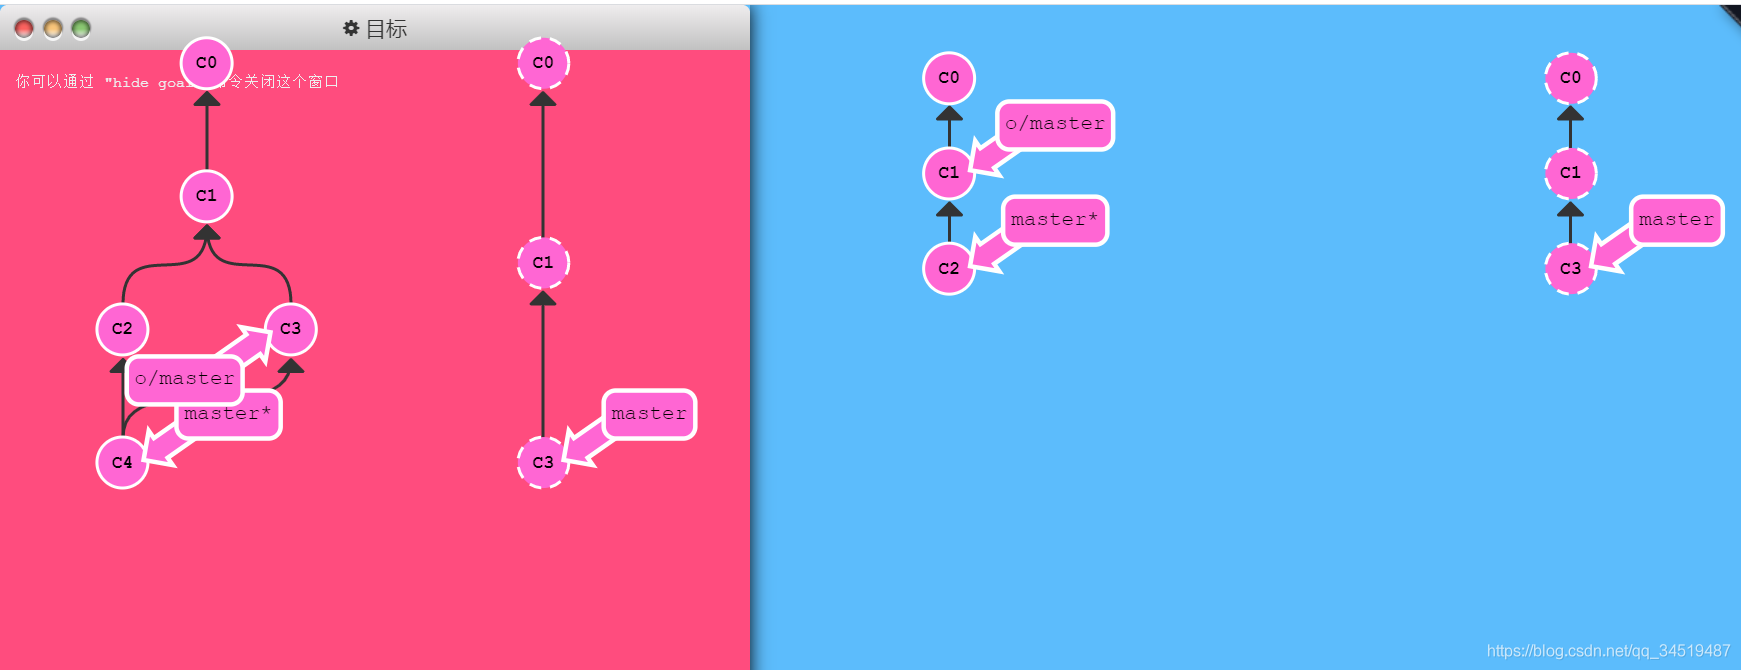 目标
你可以通过 "hide goal 令关闭这个窗口
C0
C1
C2
C3
o/master
master*
C4
C0
C1
master
C3
C0
o/master
C1
master*
C2
C0
C1
master
C3
https://blog.csdn.net/qq_34519487